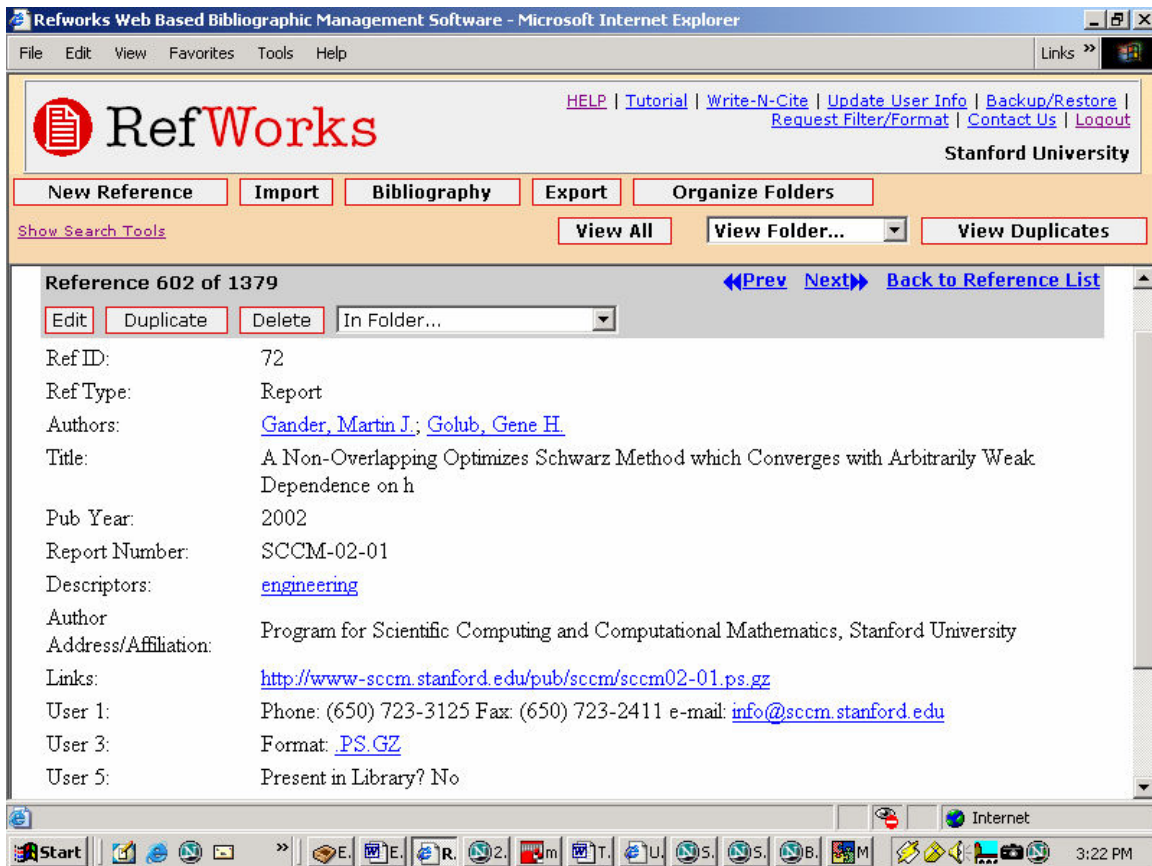 Refworks Web Based Bibliographic Management Software - Microsoft Internet Explorer
File Edit View Favorites Tools Help Links »
RefWorks
HELP | Tutorial | Write-N-Cite | Update User Info | Backup/Restore |
Request Filter/Format | Contact Us | Logout
Stanford University
New Reference Import Bibliography Export Organize Folders
Show Search Tools View All View Folder... View Duplicates
Reference 602 of 1379 Prev Next Back to Reference List
Edit Duplicate Delete In Folder...
Ref ID: 72
Ref Type: Report
Authors: Gander, Martin J.; Golub, Gene H.
Title: A Non-Overlapping Optimizes Schwarz Method which Converges with Arbitrarily Weak
Dependence on h
Pub Year: 2002
Report Number: SCCM-02-01
Descriptors: engineering
Author
Address/Affiliation: Program for Scientific Computing and Computational Mathematics, Stanford University
Links: http://www-sccm.stanford.edu/pub/sccm/sccm02-01.ps.gz
User 1: Phone: (650) 723-3125 Fax: (650) 723-2411 e-mail: info@sccm.stanford.edu
User 3: Format: .PS.GZ
User 5: Present in Library? No
Internet
Start » E. E. R. 2. m T. U. 5. 5. B. M 3:22 PM